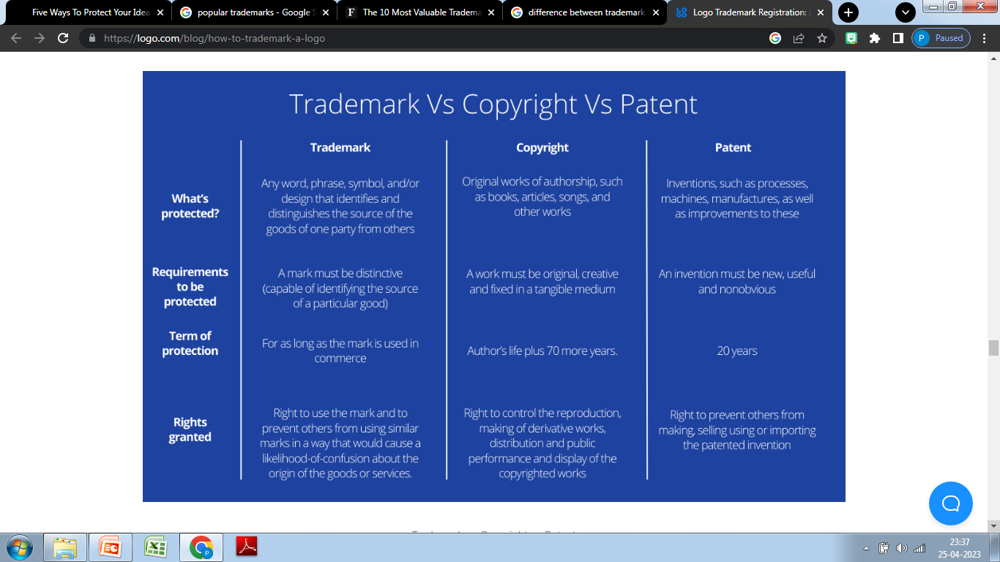 Five Ways To Protect Your Idea
popular trademarks - Google S
The 10 Most Valuable Tradema
difference between trademark
Logo Trademark Registration: A
https://logo.com/blog/how-to-trademark-a-logo
P Paused
Trademark Vs Copyright Vs Patent
Trademark
Copyright
Patent
What's
protected?
Any word, phrase, symbol, and/or
design that identifies and
distinguishes the source of the
goods of one party from others
Original works of authorship, such
as books, articles, songs, and
other works
Inventions, such as processes,
machines, manufactures, as well
as improvements to these
Requirements
to be
protected
A mark must be distinctive
(capable of identifying the source
of a particular good)
A work must be original, creative
and fixed in a tangible medium
An invention must be new, useful
and nonobvious
Term of
protection
For as long as the mark is used in
commerce
Author's life plus 70 more years.
20 years
Rights
granted
Right to use the mark and to
prevent others from using similar
marks in a way that would cause a
likelihood-of-confusion about the
origin of the goods or services.
Right to control the reproduction,
making of derivative works,
distribution and public
performance and display of the
copyrighted works
Right to prevent others from
making, selling using or importing
the patented invention
23:37
25-04-2023